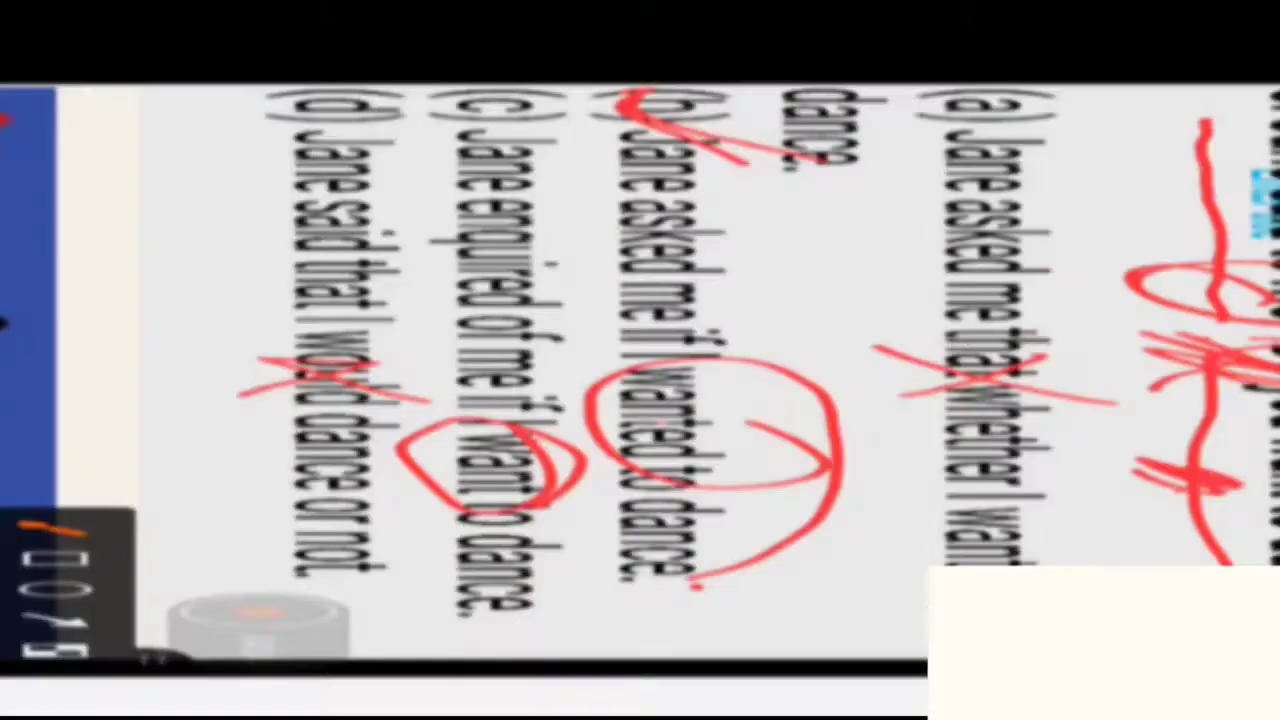 (a) Jane asked me that whether I want
dance.
(b) Jane asked me if I wanted to dance.
(c) Jane enquired of me if I want to dance.
(d) Jane said that I would dance or not.